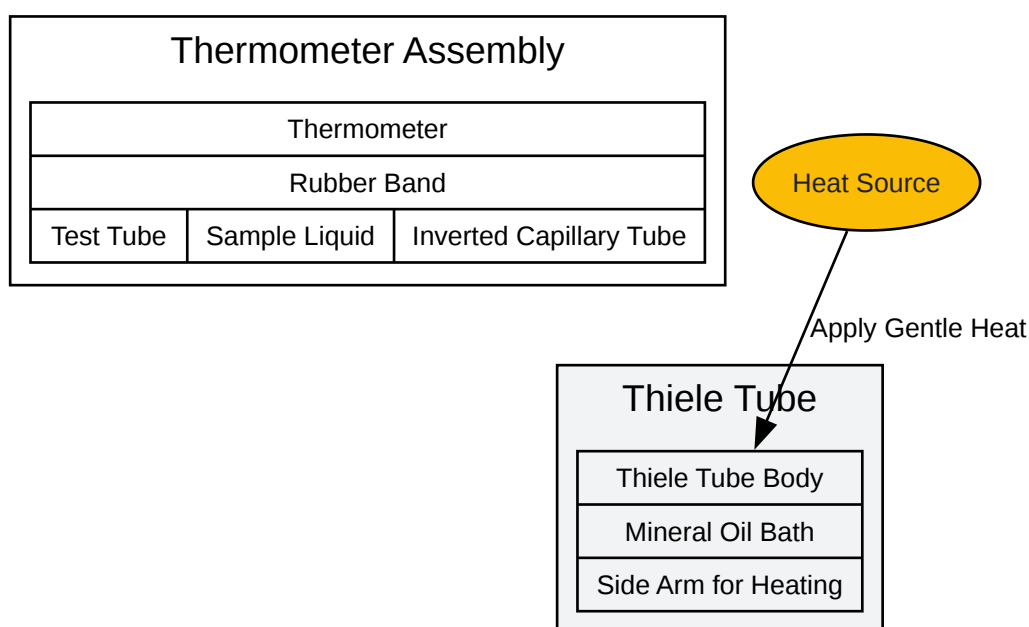 Thermometer Assembly
Thermometer
Rubber Band
Test Tube
Sample Liquid
Inverted Capillary Tube
Heat Source
Apply Gentle Heat
Thiele Tube
Thiele Tube Body
Mineral Oil Bath
Side Arm for Heating